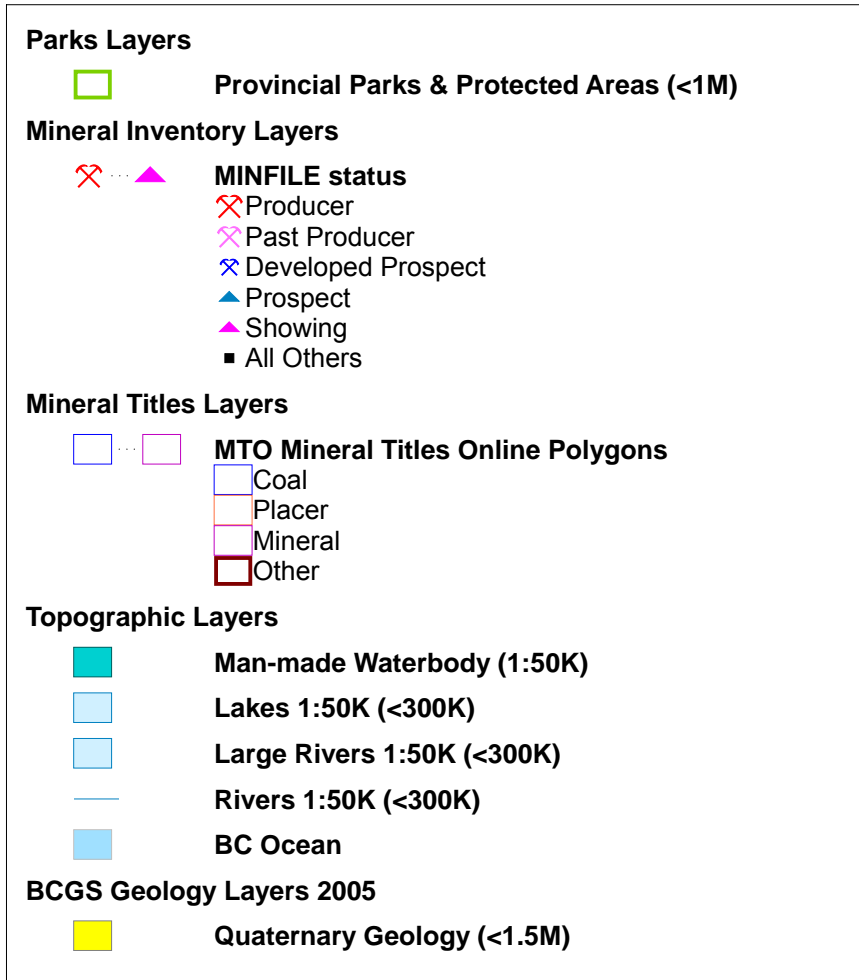 Parks Layers
Provincial Parks & Protected Areas (<1M)
Mineral Inventory Layers
MINFILE status
Producer
Past Producer
Developed Prospect
Prospect
Showing
All Others
Mineral Titles Layers
MTO Mineral Titles Online Polygons
Coal
Placer
Mineral
Other
Topographic Layers
Man-made Waterbody (1:50K)
Lakes 1:50K (<300K)
Large Rivers 1:50K (<300K)
Rivers 1:50K (<300K)
BC Ocean
BCGS Geology Layers 2005
Quaternary Geology (<1.5M)